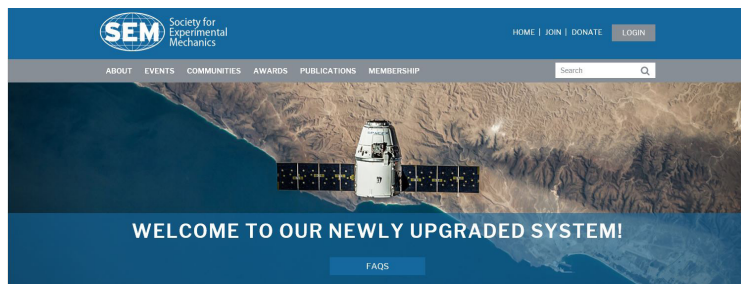 SEM
Society for
Experimental
Mechanics
HOME | JOIN | DONATE LOGIN
ABOUT EVENTS COMMUNITIES AWARDS PUBLICATIONS MEMBERSHIP Search
WELCOME TO OUR NEWLY UPGRADED SYSTEM!
FAQS